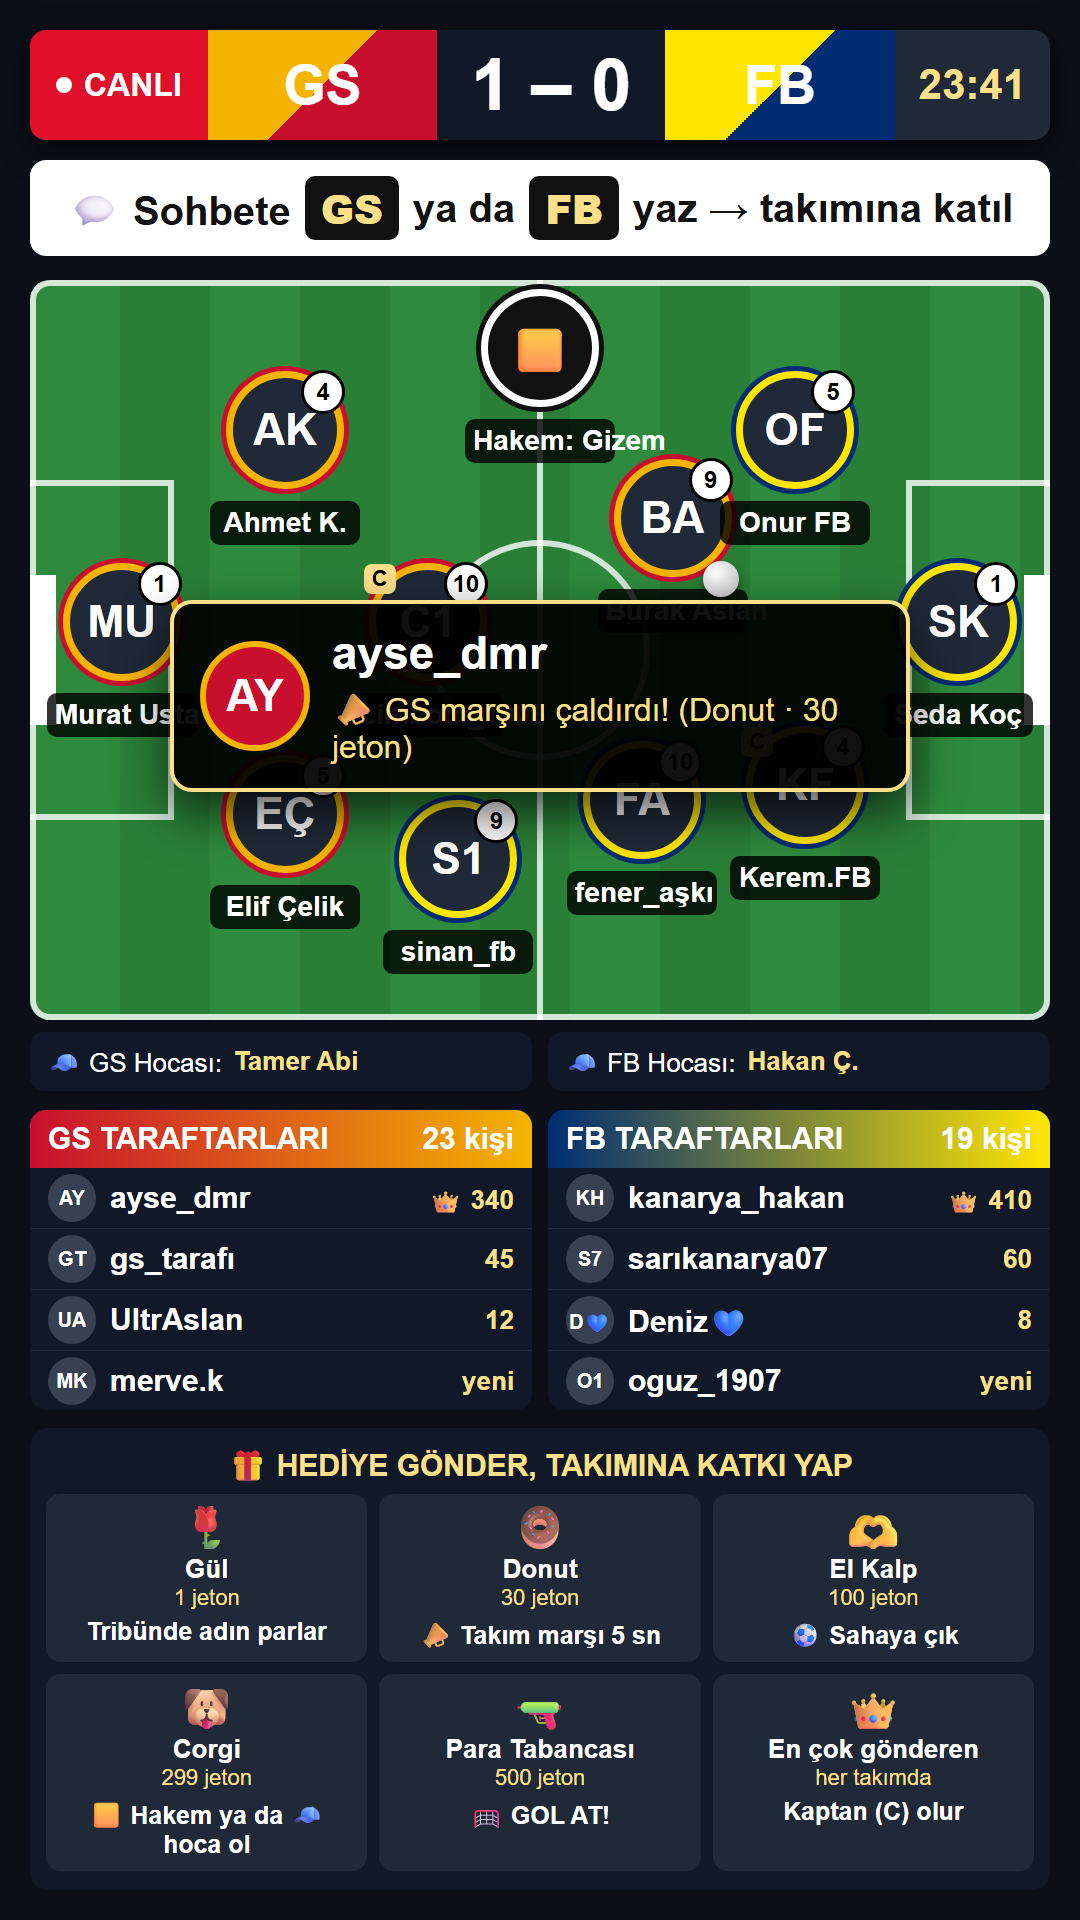 CANLI GS 1 – 0 FB 23:41
Sohbete GS ya da FB yaz → takımına katıl
AK 4
Ahmet K.
Hakem: Gizem
OF 5
Onur FB
BA 9
Burak Aslan
MU 1
Murat Usta
C
C1 10
SK 1
Seda Koç
ayse_dmr
AY
GS marşını çaldırdı! (Donut · 30
jeton)
EÇ 5
Elif Çelik
S1 9
sinan_fb
FA 10
fener_aşkı
C
KF 4
Kerem.FB
GS Hocası: Tamer Abi
FB Hocası: Hakan Ç.
GS TARAFTARLARI 23 kişi
AY ayse_dmr 340
GT gs_tarafı 45
UA UltrAslan 12
MK merve.k yeni
FB TARAFTARLARI 19 kişi
KH kanarya_hakan 410
S7 sarıkanarya07 60
D💙 Deniz💙 8
O1 oguz_1907 yeni
HEDİYE GÖNDER, TAKIMINA KATKI YAP
Gül
1 jeton
Tribünde adın parlar
Donut
30 jeton
Takım marşı 5 sn
El Kalp
100 jeton
Sahaya çık
Corgi
299 jeton
Hakem ya da
hoca ol
Para Tabancası
500 jeton
GOL AT!
En çok gönderen
her takımda
Kaptan (C) olur